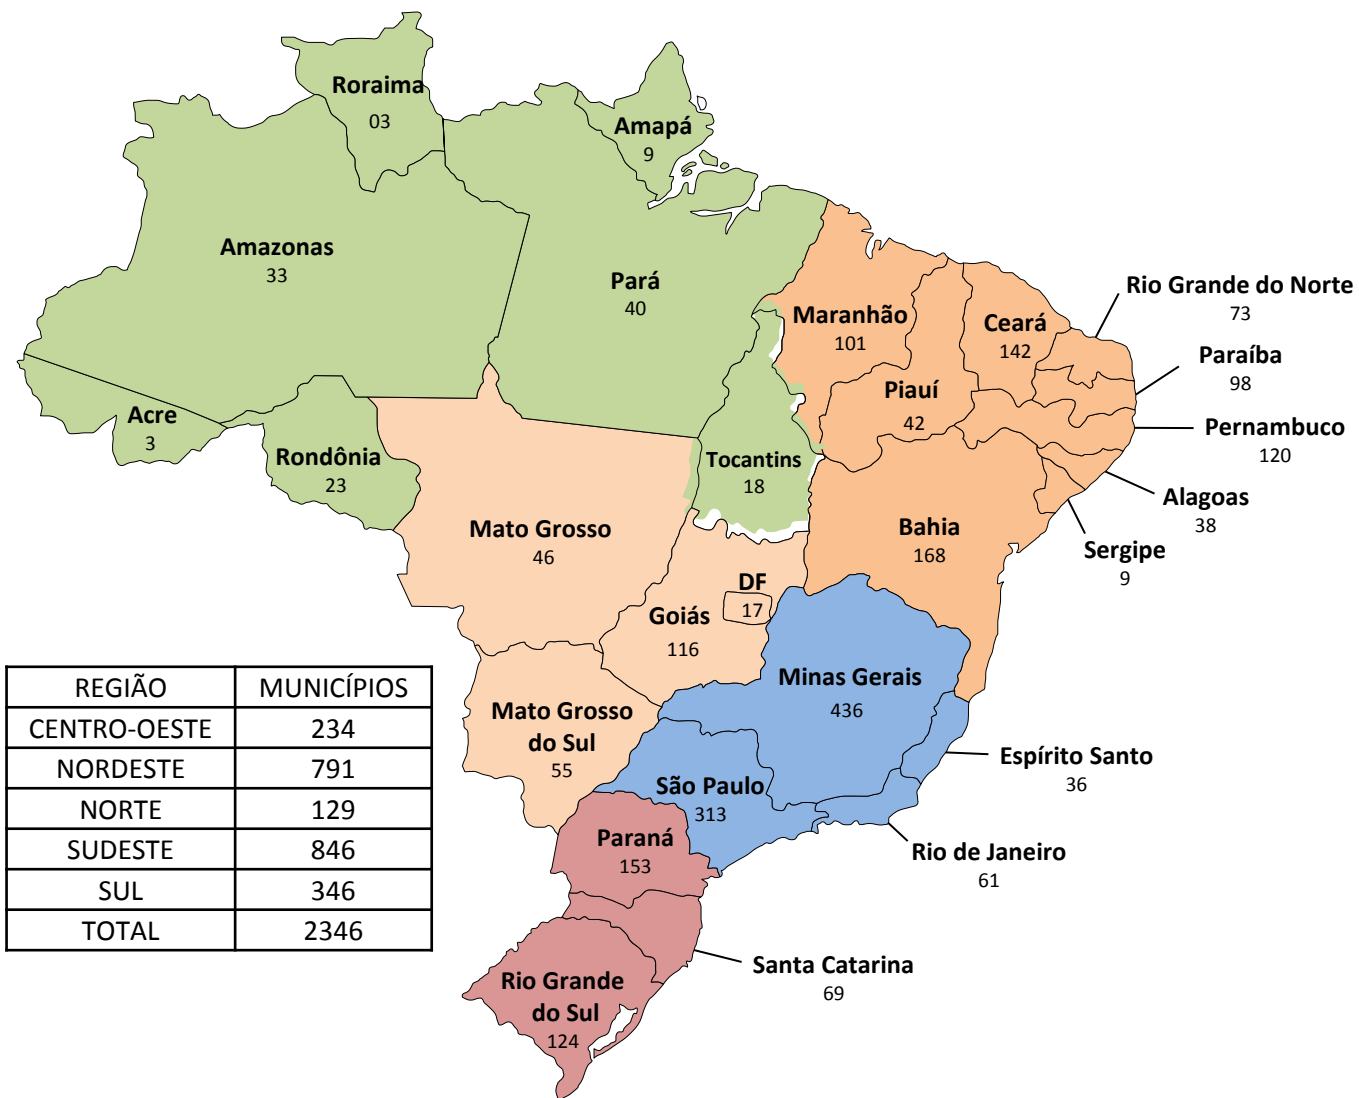 Roraima
03
Amapá
9
Amazonas
33
Pará
40
Maranhão
101
Ceará
142
Rio Grande do Norte
73
Paraíba
98
Piauí
42
Pernambuco
120
Acre
3
Rondônia
23
Tocantins
18
Alagoas
38
Sergipe
9
Bahia
168
Mato Grosso
46
DF
17
Goiás
116
Minas Gerais
436
Mato Grosso
do Sul
55
Espírito Santo
36
São Paulo
313
Rio de Janeiro
61
Paraná
153
Santa Catarina
69
Rio Grande
do Sul
124
REGIÃO MUNICÍPIOS
CENTRO-OESTE 234
NORDESTE 791
NORTE 129
SUDESTE 846
SUL 346
TOTAL 2346